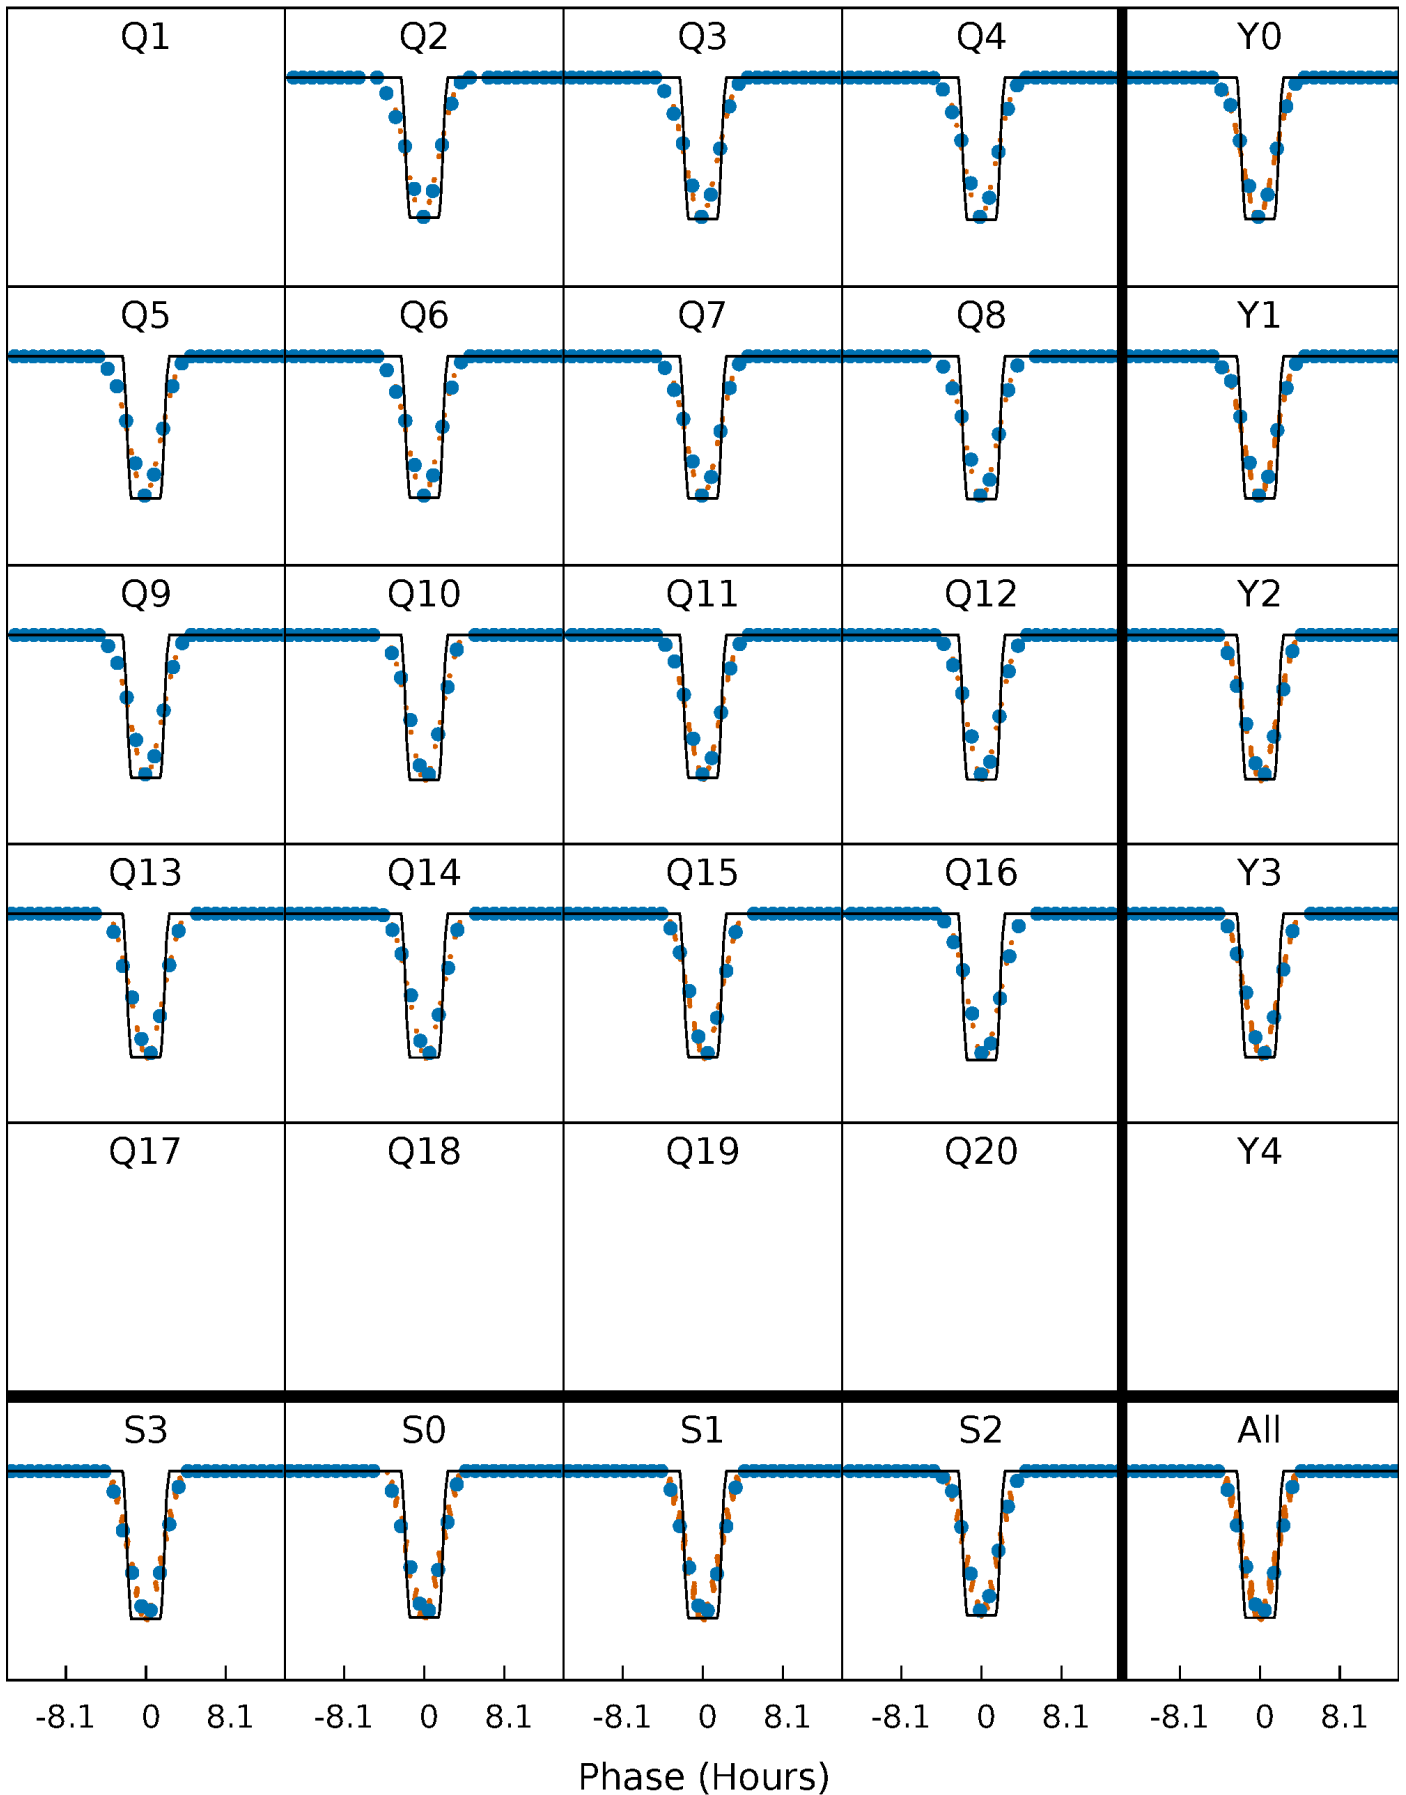 Q1 Q2 Q3 Q4 Y0
Q5 Q6 Q7 Q8 Y1
Q9 Q10 Q11 Q12 Y2
Q13 Q14 Q15 Q16 Y3
Q17 Q18 Q19 Q20 Y4
S3 S0 S1 S2 All
-8.1 0 8.1 -8.1 0 8.1 -8.1 0 8.1 -8.1 0 8.1 -8.1 0 8.1
Phase (Hours)